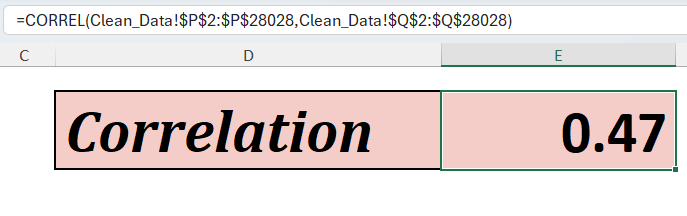 =CORREL(Clean_Data!$P$2:$P$28028,Clean_Data!$Q$2:$Q$28028)
C D E
Correlation 0.47